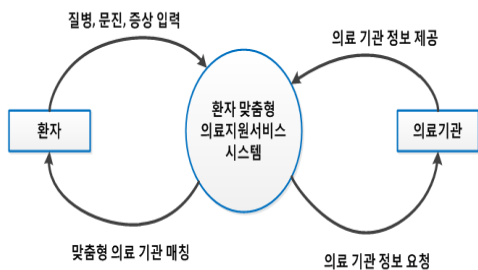 질병, 문진, 증상 입력
의료 기관 정보 제공
환자
환자 맞춤형
의료지원서비스
시스템
의료기관
맞춤형 의료 기관 매칭
의료 기관 정보 요청